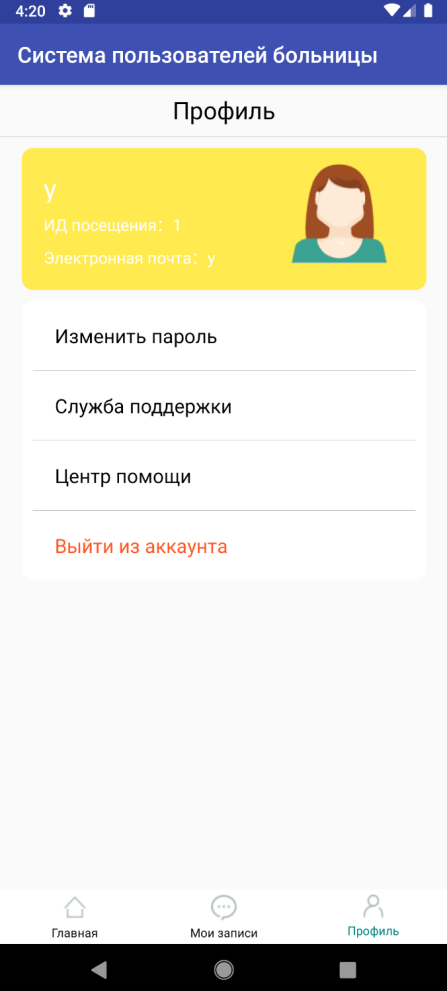 4:20
Система пользователей больницы
Профиль
y
ИД посещения：1
Электронная почта：y
Изменить пароль
Служба поддержки
Центр помощи
Выйти из аккаунта
Главная
Мои записи
Профиль